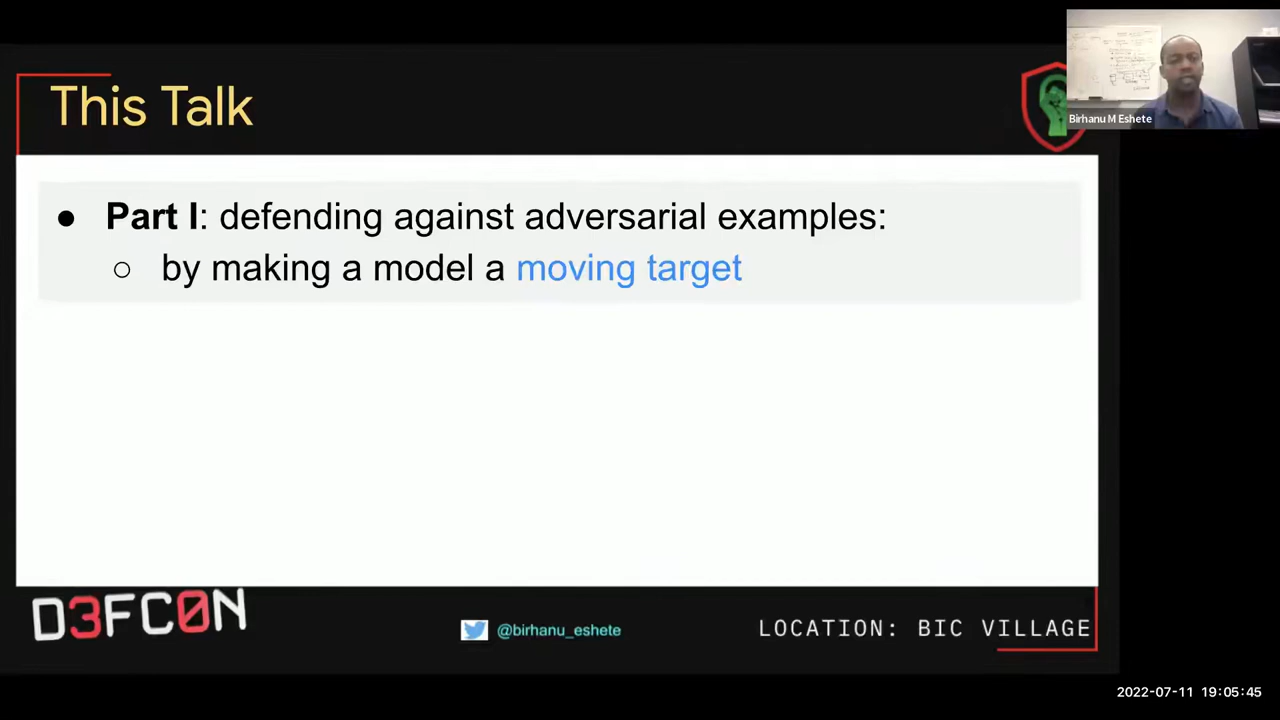 This Talk
Birhanu M Eshete
● Part I: defending against adversarial examples:
○ by making a model a moving target
D3FC0N
@birhanu_eshete
LOCATION: BIC VILLAGE
2022-07-11 19:05:45